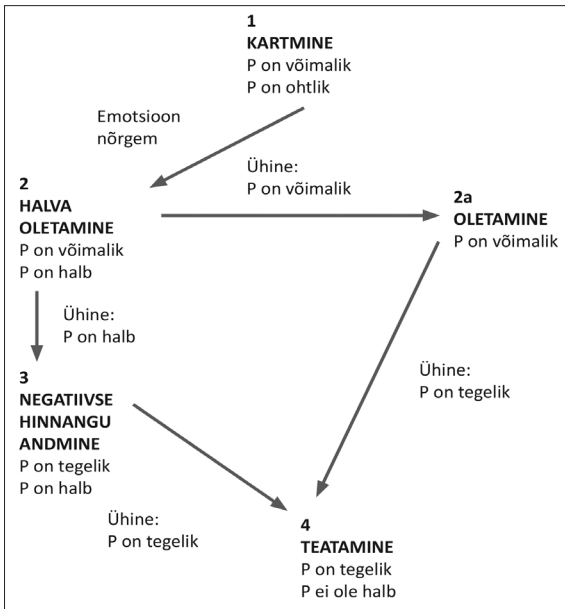 1
KARTMINE
P on võimalik
P on ohtlik
Emotsioon
nõrgem
Ühine:
P on võimalik
2
HALVA
OLETAMINE
P on võimalik
P on halb
2a
OLETAMINE
P on võimalik
Ühine:
P on halb
Ühine:
P on tegelik
3
NEGATIIVSE
HINNANGU
ANDMINE
P on tegelik
P on halb
Ühine:
P on tegelik
4
TEATAMINE
P on tegelik
P ei ole halb